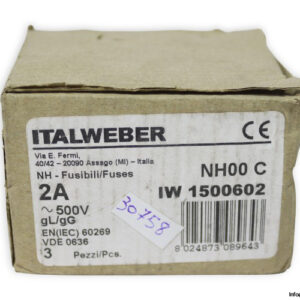 ITALWEBER
CE
Via E. Fermi,
40/42 – 20090 Assago (MI) – Italia
NH - Fusibili/Fuses
NH00 C
2A
IW 1500602
~ 500V
gL/gG
EN(IEC) 60269
VDE 0636
3 Pezzi/Pcs.
30758
8 024873 089643